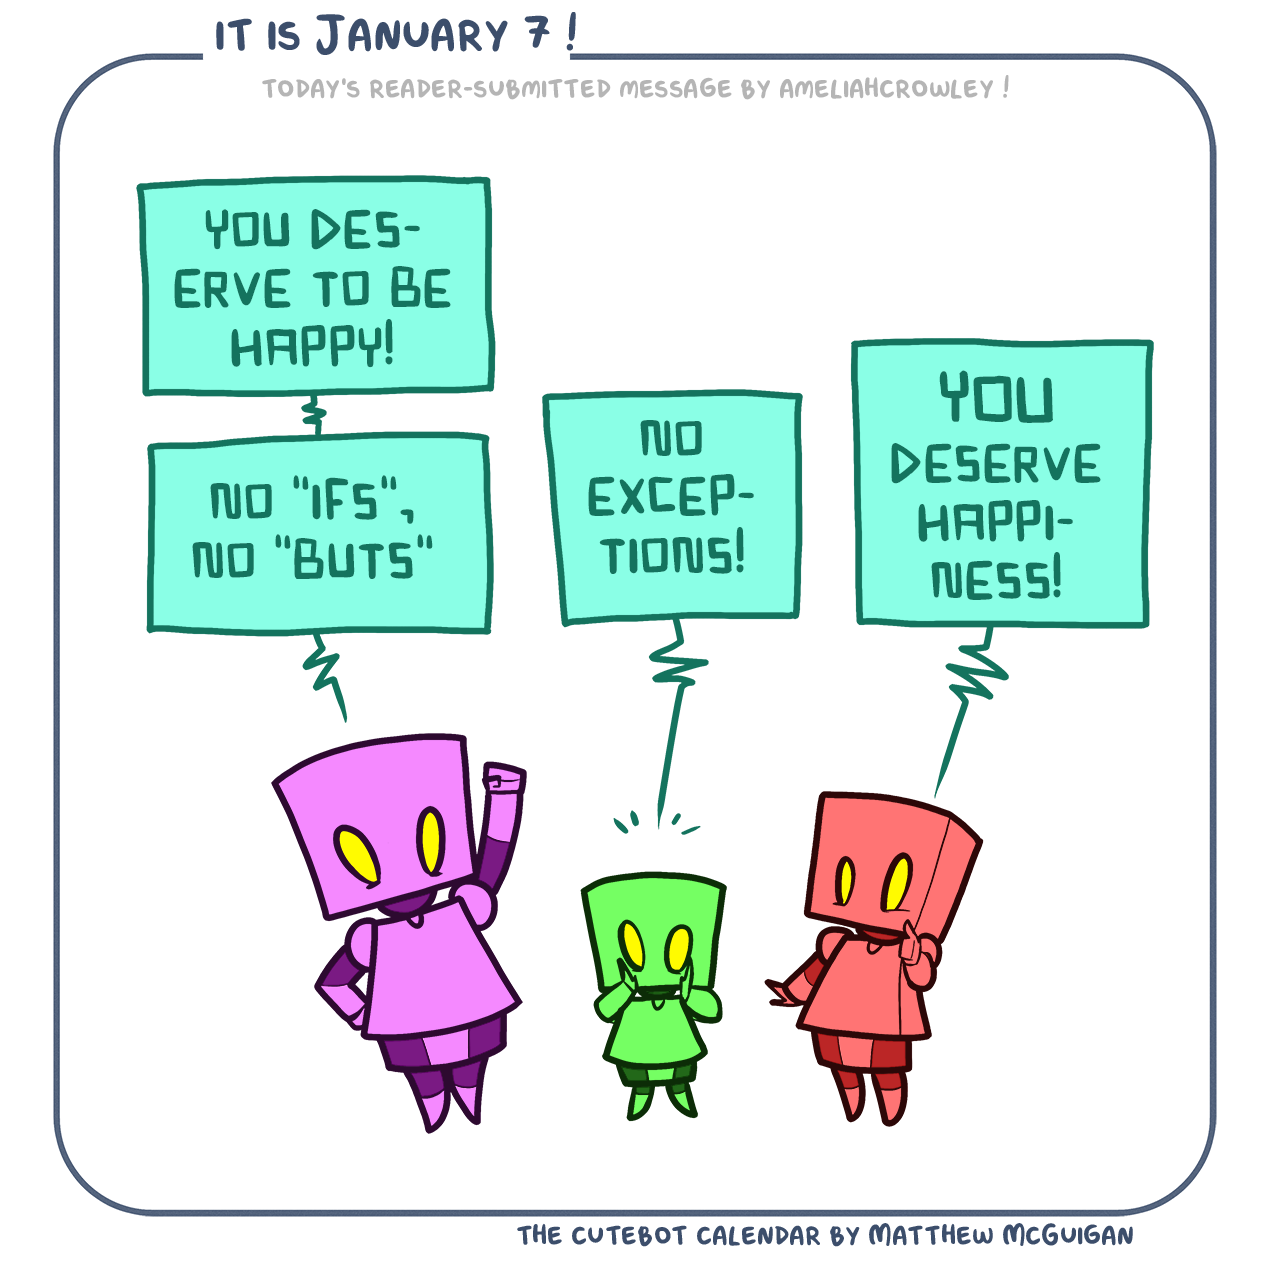 IT IS JANUARY 7!
TODAY'S READER-SUBMITTED MESSAGE BY AMELIAHCROWLEY!
YOU DES-
ERVE TO BE
HAPPY!
NO "IFS",
NO "BUTS"
NO
EXCEP-
TIONS!
YOU
DESERVE
HAPPI-
NESS!
THE CUTEBOT CALENDAR BY MATTHEW MCGUIGAN